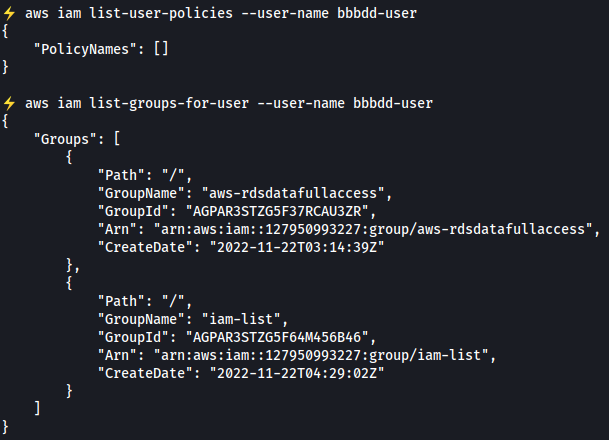 ⚡ aws iam list-user-policies --user-name bbbdd-user
{
    "PolicyNames": []
}

⚡ aws iam list-groups-for-user --user-name bbbdd-user
{
    "Groups": [
        {
            "Path": "/",
            "GroupName": "aws-rdsdatafullaccess",
            "GroupId": "AGPAR3STZG5F37RCAU3ZR",
            "Arn": "arn:aws:iam::127950993227:group/aws-rdsdatafullaccess",
            "CreateDate": "2022-11-22T03:14:39Z"
        },
        {
            "Path": "/",
            "GroupName": "iam-list",
            "GroupId": "AGPAR3STZG5F64M456B46",
            "Arn": "arn:aws:iam::127950993227:group/iam-list",
            "CreateDate": "2022-11-22T04:29:02Z"
        }
    ]
}